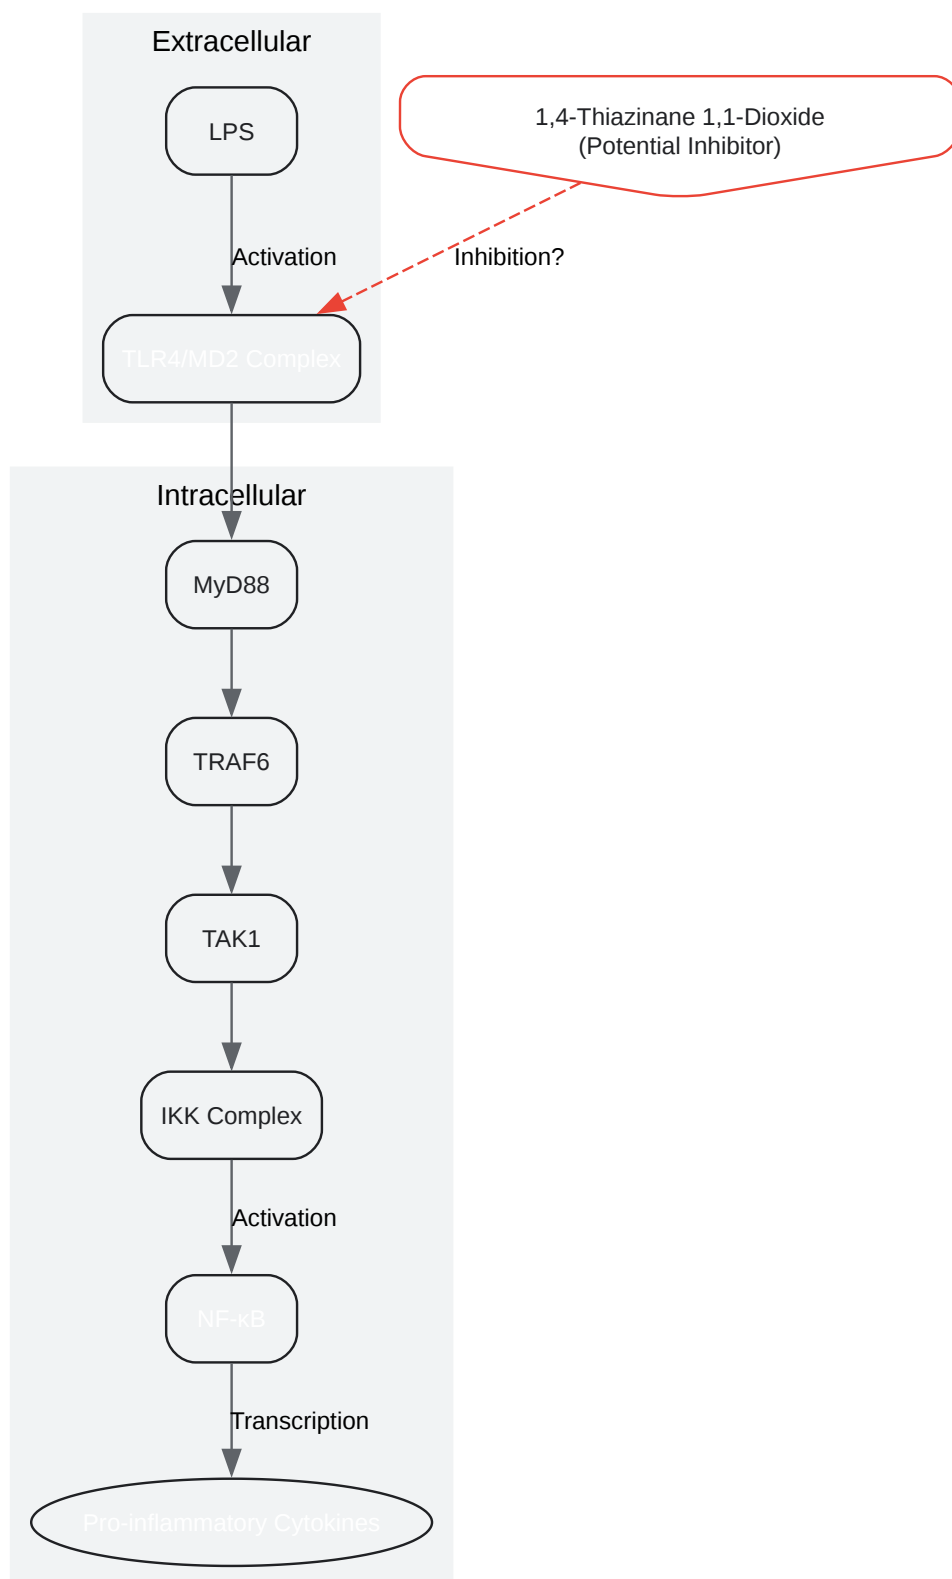 Extracellular
LPS
1,4-Thiazinane 1,1-Dioxide
(Potential Inhibitor)
Activation
Inhibition?
TLR4/MD2 Complex
Intracellular
MyD88
TRAF6
TAK1
IKK Complex
Activation
NF-κB
Transcription
Pro-inflammatory Cytokines